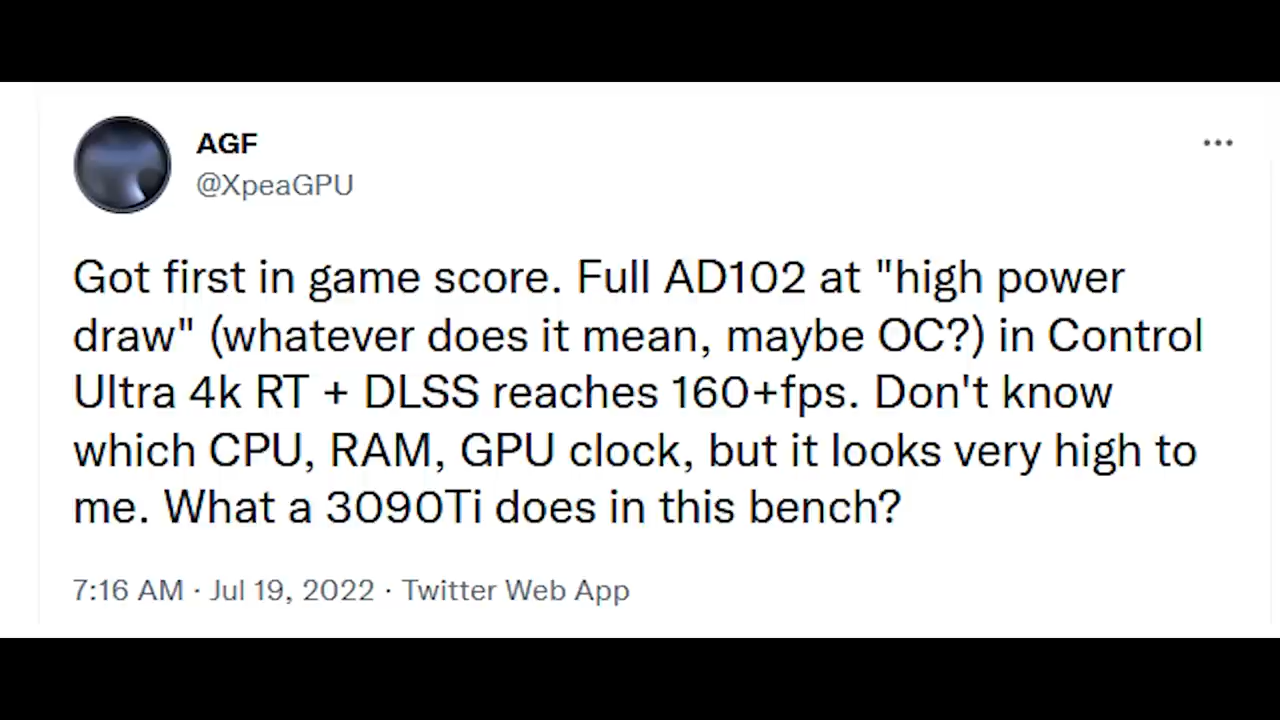 AGF
@XpeaGPU
Got first in game score. Full AD102 at "high power
draw" (whatever does it mean, maybe OC?) in Control
Ultra 4k RT + DLSS reaches 160+fps. Don't know
which CPU, RAM, GPU clock, but it looks very high to
me. What a 3090Ti does in this bench?
7:16 AM · Jul 19, 2022 · Twitter Web App